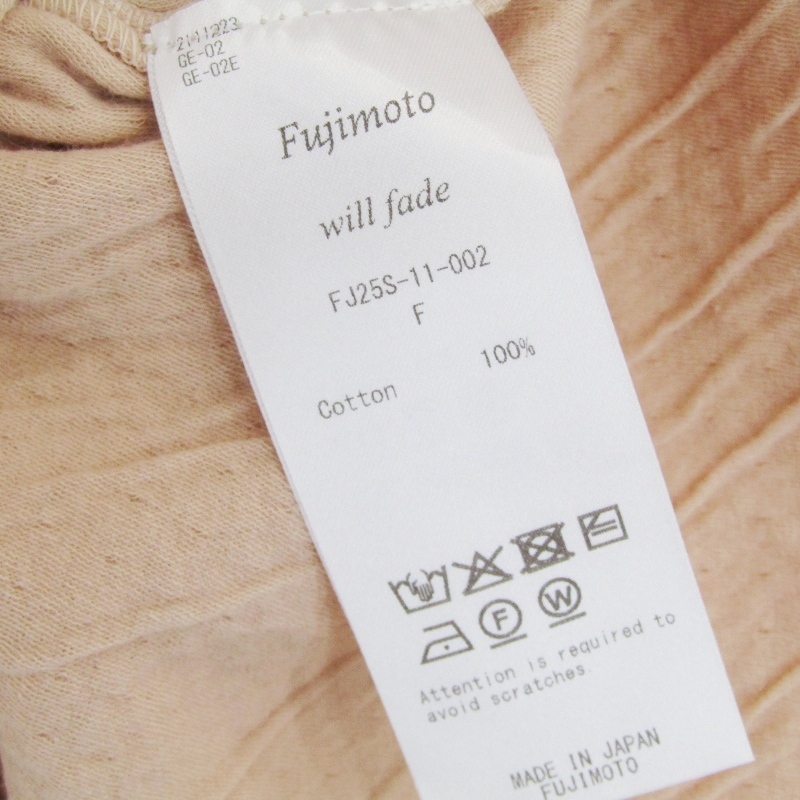 GE-02
GE-02E
Fujimoto
will fade
FJ25S-11-002
F
Cotton 100%
F W
Attention is required to
avoid scratches.
MADE IN JAPAN
FUJIMOTO